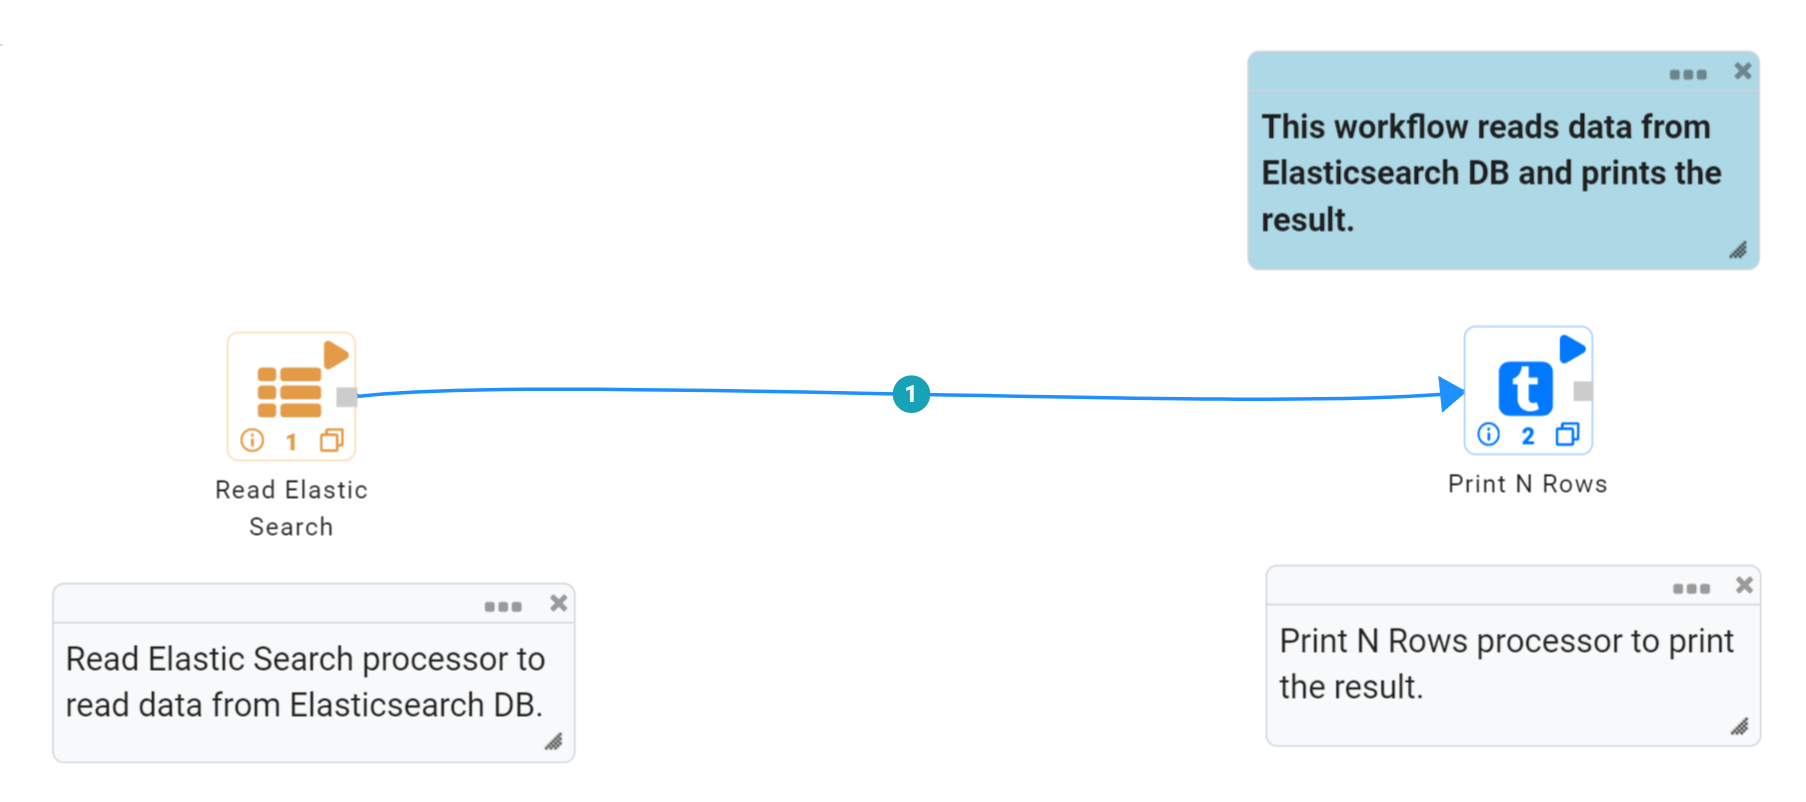 This workflow reads data from
Elasticsearch DB and prints the
result.
1
t
1
2
Read Elastic
Search
Print N Rows
Read Elastic Search processor to
read data from Elasticsearch DB.
Print N Rows processor to print
the result.